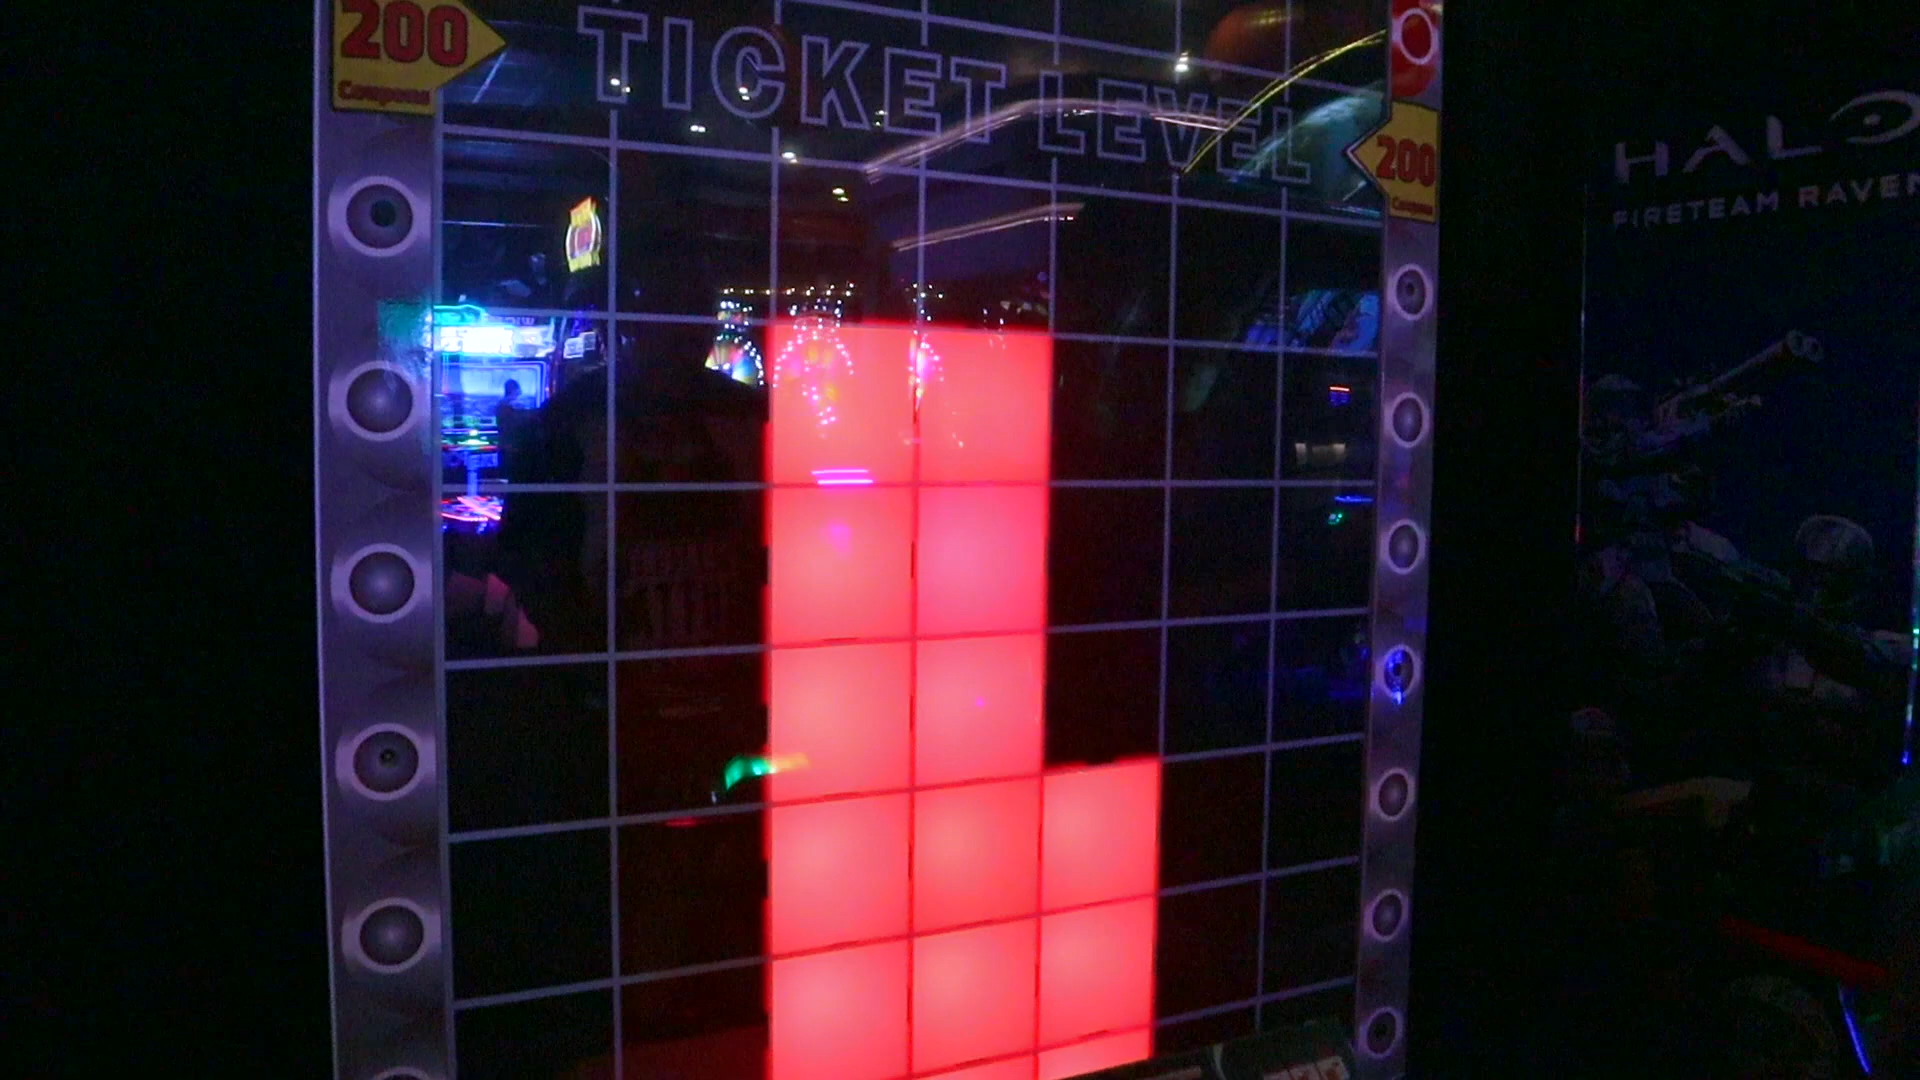 200
Coupons
TICKET LEVEL
200
Coupons
HALO
FIRETEAM RAVEN